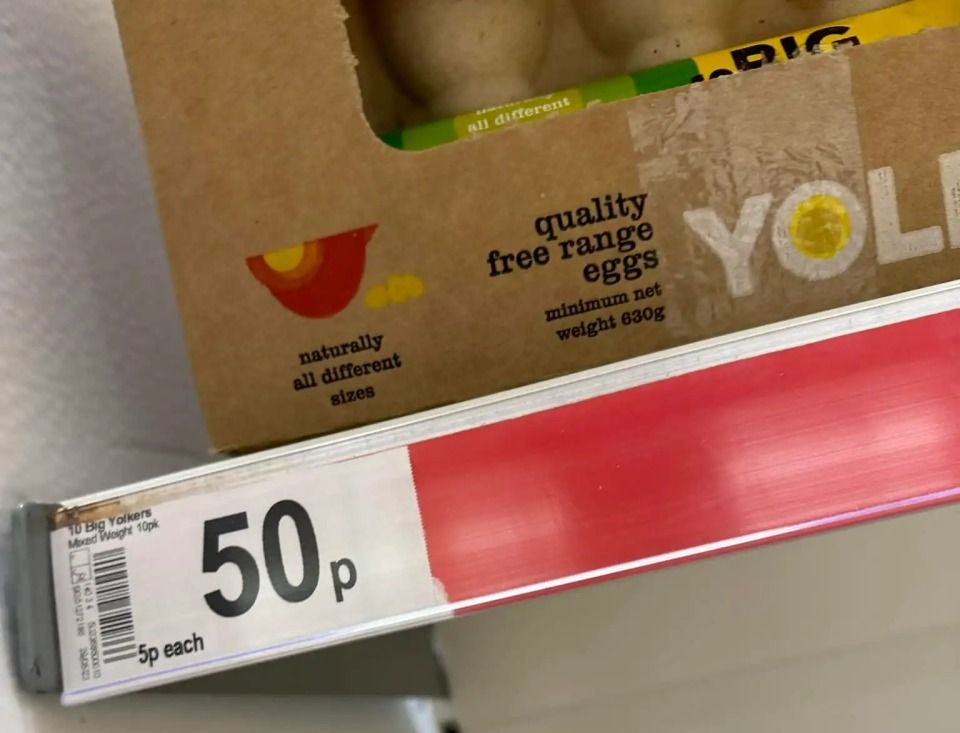 BIG
all different
quality
free range
eggs
minimum net
weight 630g
YOL
naturally
all different
sizes
10 Big Yolkers
Mixed Weight 10pk
50p
5p each